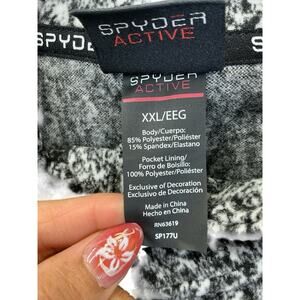 SPYDER
ACTIVE
SPYDE
S
SPYDER
ACTIVE
XXL/EEG
Body/Cuerpo:
85% Polyester/Poliéster
15% Spandex/Elastano
Pocket Lining/
Forro de Bolsillo:
100% Polyester/Poliéster
Exclusive of Decoration
Exclusivo de Decoración
Made in China
Hecho en China
RN63619
SP177U